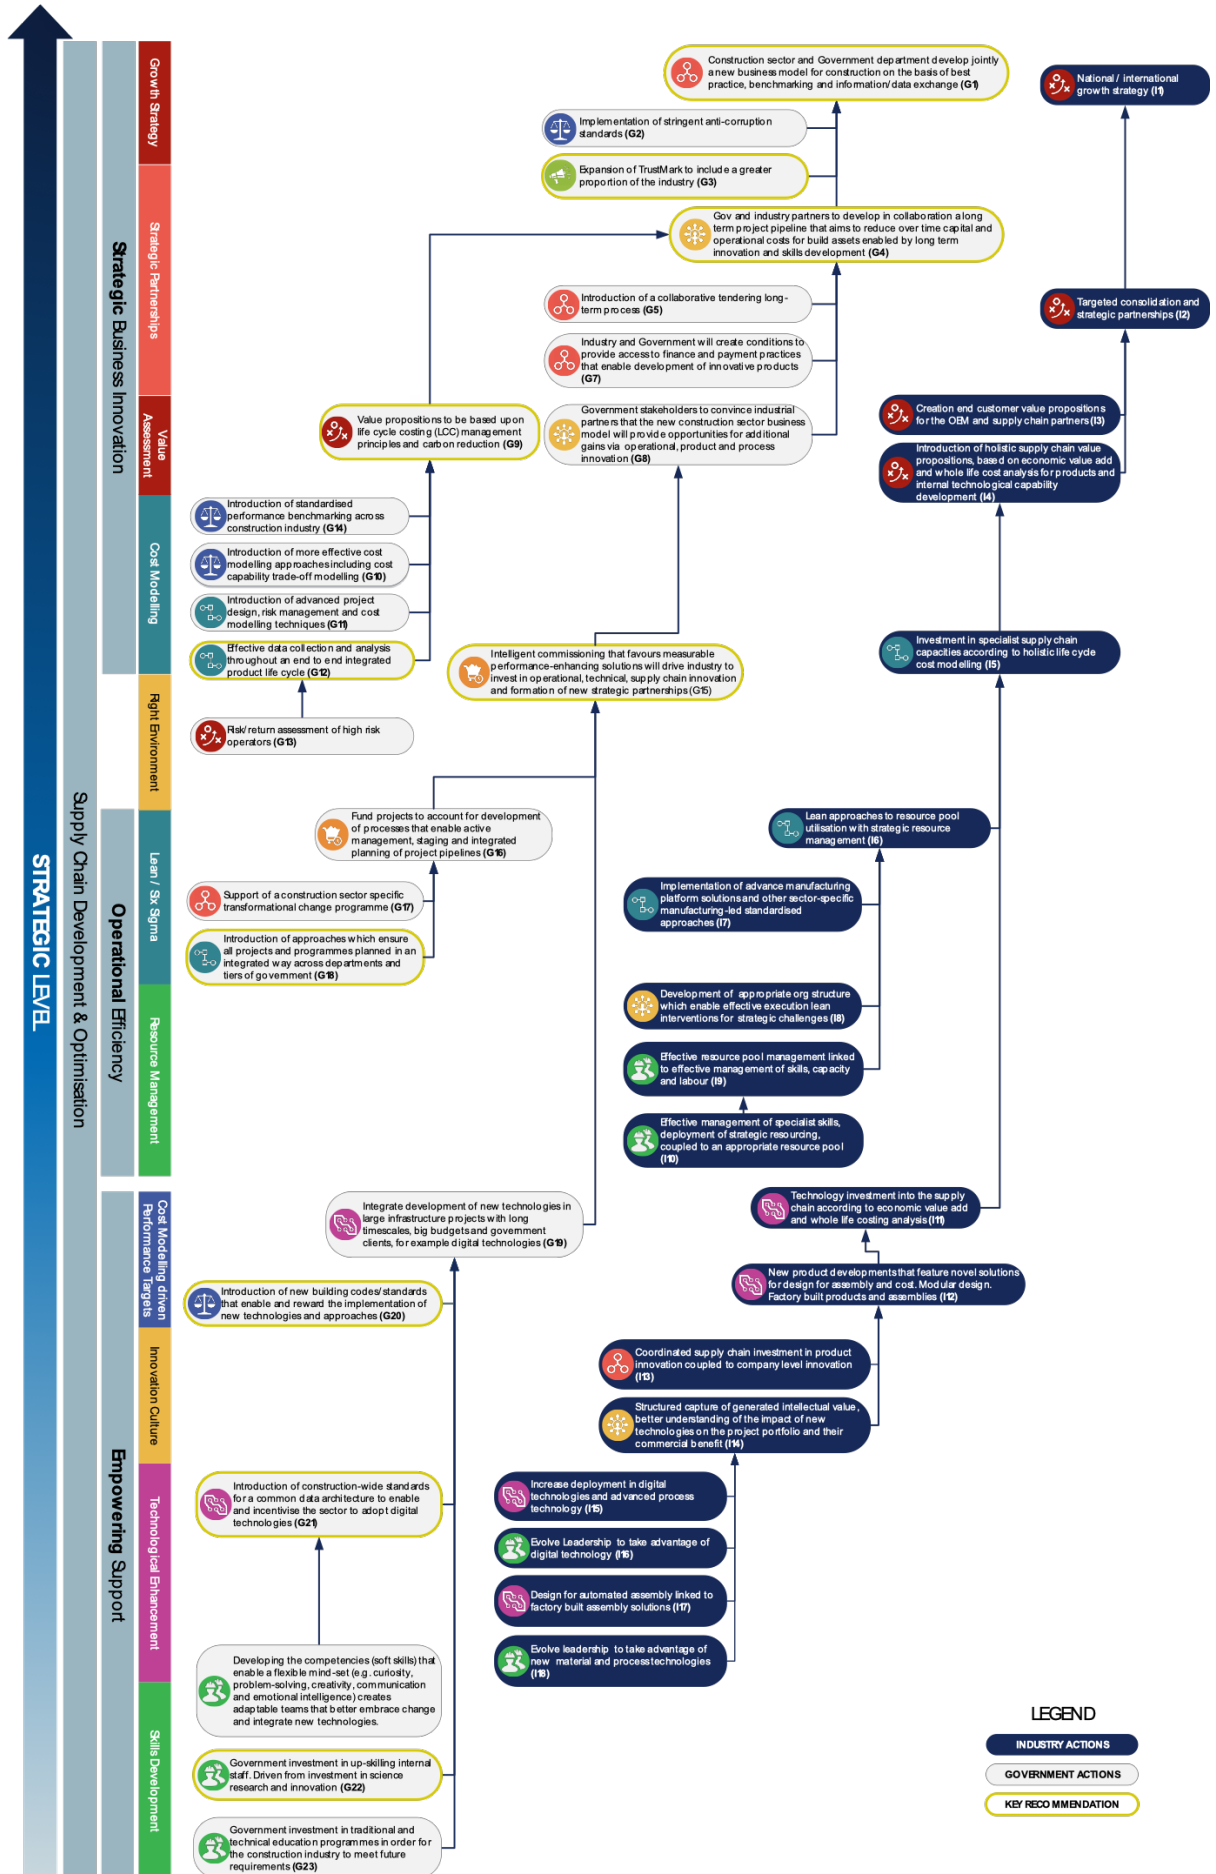 STRATEGIC LEVEL
Supply Chain Development & Optimisation
Strategic Business Innovation
Operational Efficiency
Empowering Support
Growth Strategy
Strategic Partnerships
Value
Assessment
Cost Modelling
Right Environment
Lean / Six Sigma
Resource Management
Cost Modelling driven
Performance Targets
Innovation Culture
Technological Enhancement
Skills Development
Construction sector and Government department develop jointly
a new business model for construction on the basis of best
practice, benchmarking and information/data exchange (G1)
National / international
growth strategy (I1)
Implementation of stringent anti-corruption
standards (G2)
Expansion of TrustMark to include a greater
proportion of the industry (G3)
Gov and industry partners to develop in collaboration a long
term project pipeline that aims to reduce over time capital and
operational costs for build assets enabled by long term
innovation and skills development (G4)
Introduction of a collaborative tendering long-
term process (G5)
Targeted consolidation and
strategic partnerships (I2)
Industry and Government will create conditions to
provide access to finance and payment practices
that enable development of innovative products
(G7)
Value propositions to be based upon
life cycle costing (LCC) management
principles and carbon reduction (G9)
Government stakeholders to convince industrial
partners that the new construction sector business
model will provide opportunities for additional
gains via operational, product and process
innovation (G8)
Creation end customer value propositions
for the OEM and supply chain partners (I3)
Introduction of holistic supply chain value
propositions, based on economic value add
and whole life cost analysis for products and
internal technological capability
development (I4)
Introduction of standardised
performance benchmarking across
construction industry (G14)
Introduction of more effective cost
modelling approaches including cost
capability trade-off modelling (G10)
Introduction of advanced project
design, risk management and cost
modelling techniques (G11)
Effective data collection and analysis
throughout an end to end integrated
product life cycle (G12)
Intelligent commissioning that favours measurable
performance-enhancing solutions will drive industry to
invest in operational, technical, supply chain innovation
and formation of new strategic partnerships (G15)
Investment in specialist supply chain
capacities according to holistic life cycle
cost modelling (I5)
Risk/return assessment of high risk
operators (G13)
Fund projects to account for development
of processes that enable active
management, staging and integrated
planning of project pipelines (G16)
Lean approaches to resource pool
utilisation with strategic resource
management (I6)
Support of a construction sector specific
transformational change programme (G17)
Implementation of advance manufacturing
platform solutions and other sector-specific
manufacturing-led standardised
approaches (I7)
Introduction of approaches which ensure
all projects and programmes planned in an
integrated way across departments and
tiers of government (G18)
Development of appropriate org structure
which enable effective execution lean
interventions for strategic challenges (I8)
Effective resource pool management linked
to effective management of skills, capacity
and labour (I9)
Effective management of specialist skills,
deployment of strategic resourcing,
coupled to an appropriate resource pool
(I10)
Integrate development of new technologies in
large infrastructure projects with long
timescales, big budgets and government
clients, for example digital technologies (G19)
Technology investment into the supply
chain according to economic value add
and whole life costing analysis (I11)
Introduction of new building codes/standards
that enable and reward the implementation of
new technologies and approaches (G20)
New product developments that feature novel solutions
for design for assembly and cost. Modular design.
Factory built products and assemblies (I12)
Coordinated supply chain investment in product
innovation coupled to company level innovation
(I13)
Structured capture of generated intellectual value,
better understanding of the impact of new
technologies on the project portfolio and their
commercial benefit (I14)
Introduction of construction-wide standards
for a common data architecture to enable
and incentivise the sector to adopt digital
technologies (G21)
Increase deployment in digital
technologies and advanced process
technology (I15)
Evolve Leadership to take advantage of
digital technology (I16)
Design for automated assembly linked to
factory built assembly solutions (I17)
Evolve leadership to take advantage of
new material and process technologies
(I18)
Developing the competencies (soft skills) that
enable a flexible mind-set (e.g. curiosity,
problem-solving, creativity, communication
and emotional intelligence) creates
adaptable teams that better embrace change
and integrate new technologies.
Government investment in up-skilling internal
staff. Driven from investment in science
research and innovation (G22)
Government investment in traditional and
technical education programmes in order for
the construction industry to meet future
requirements (G23)
LEGEND
INDUSTRY ACTIONS
GOVERNMENT ACTIONS
KEY RECOMMENDATION